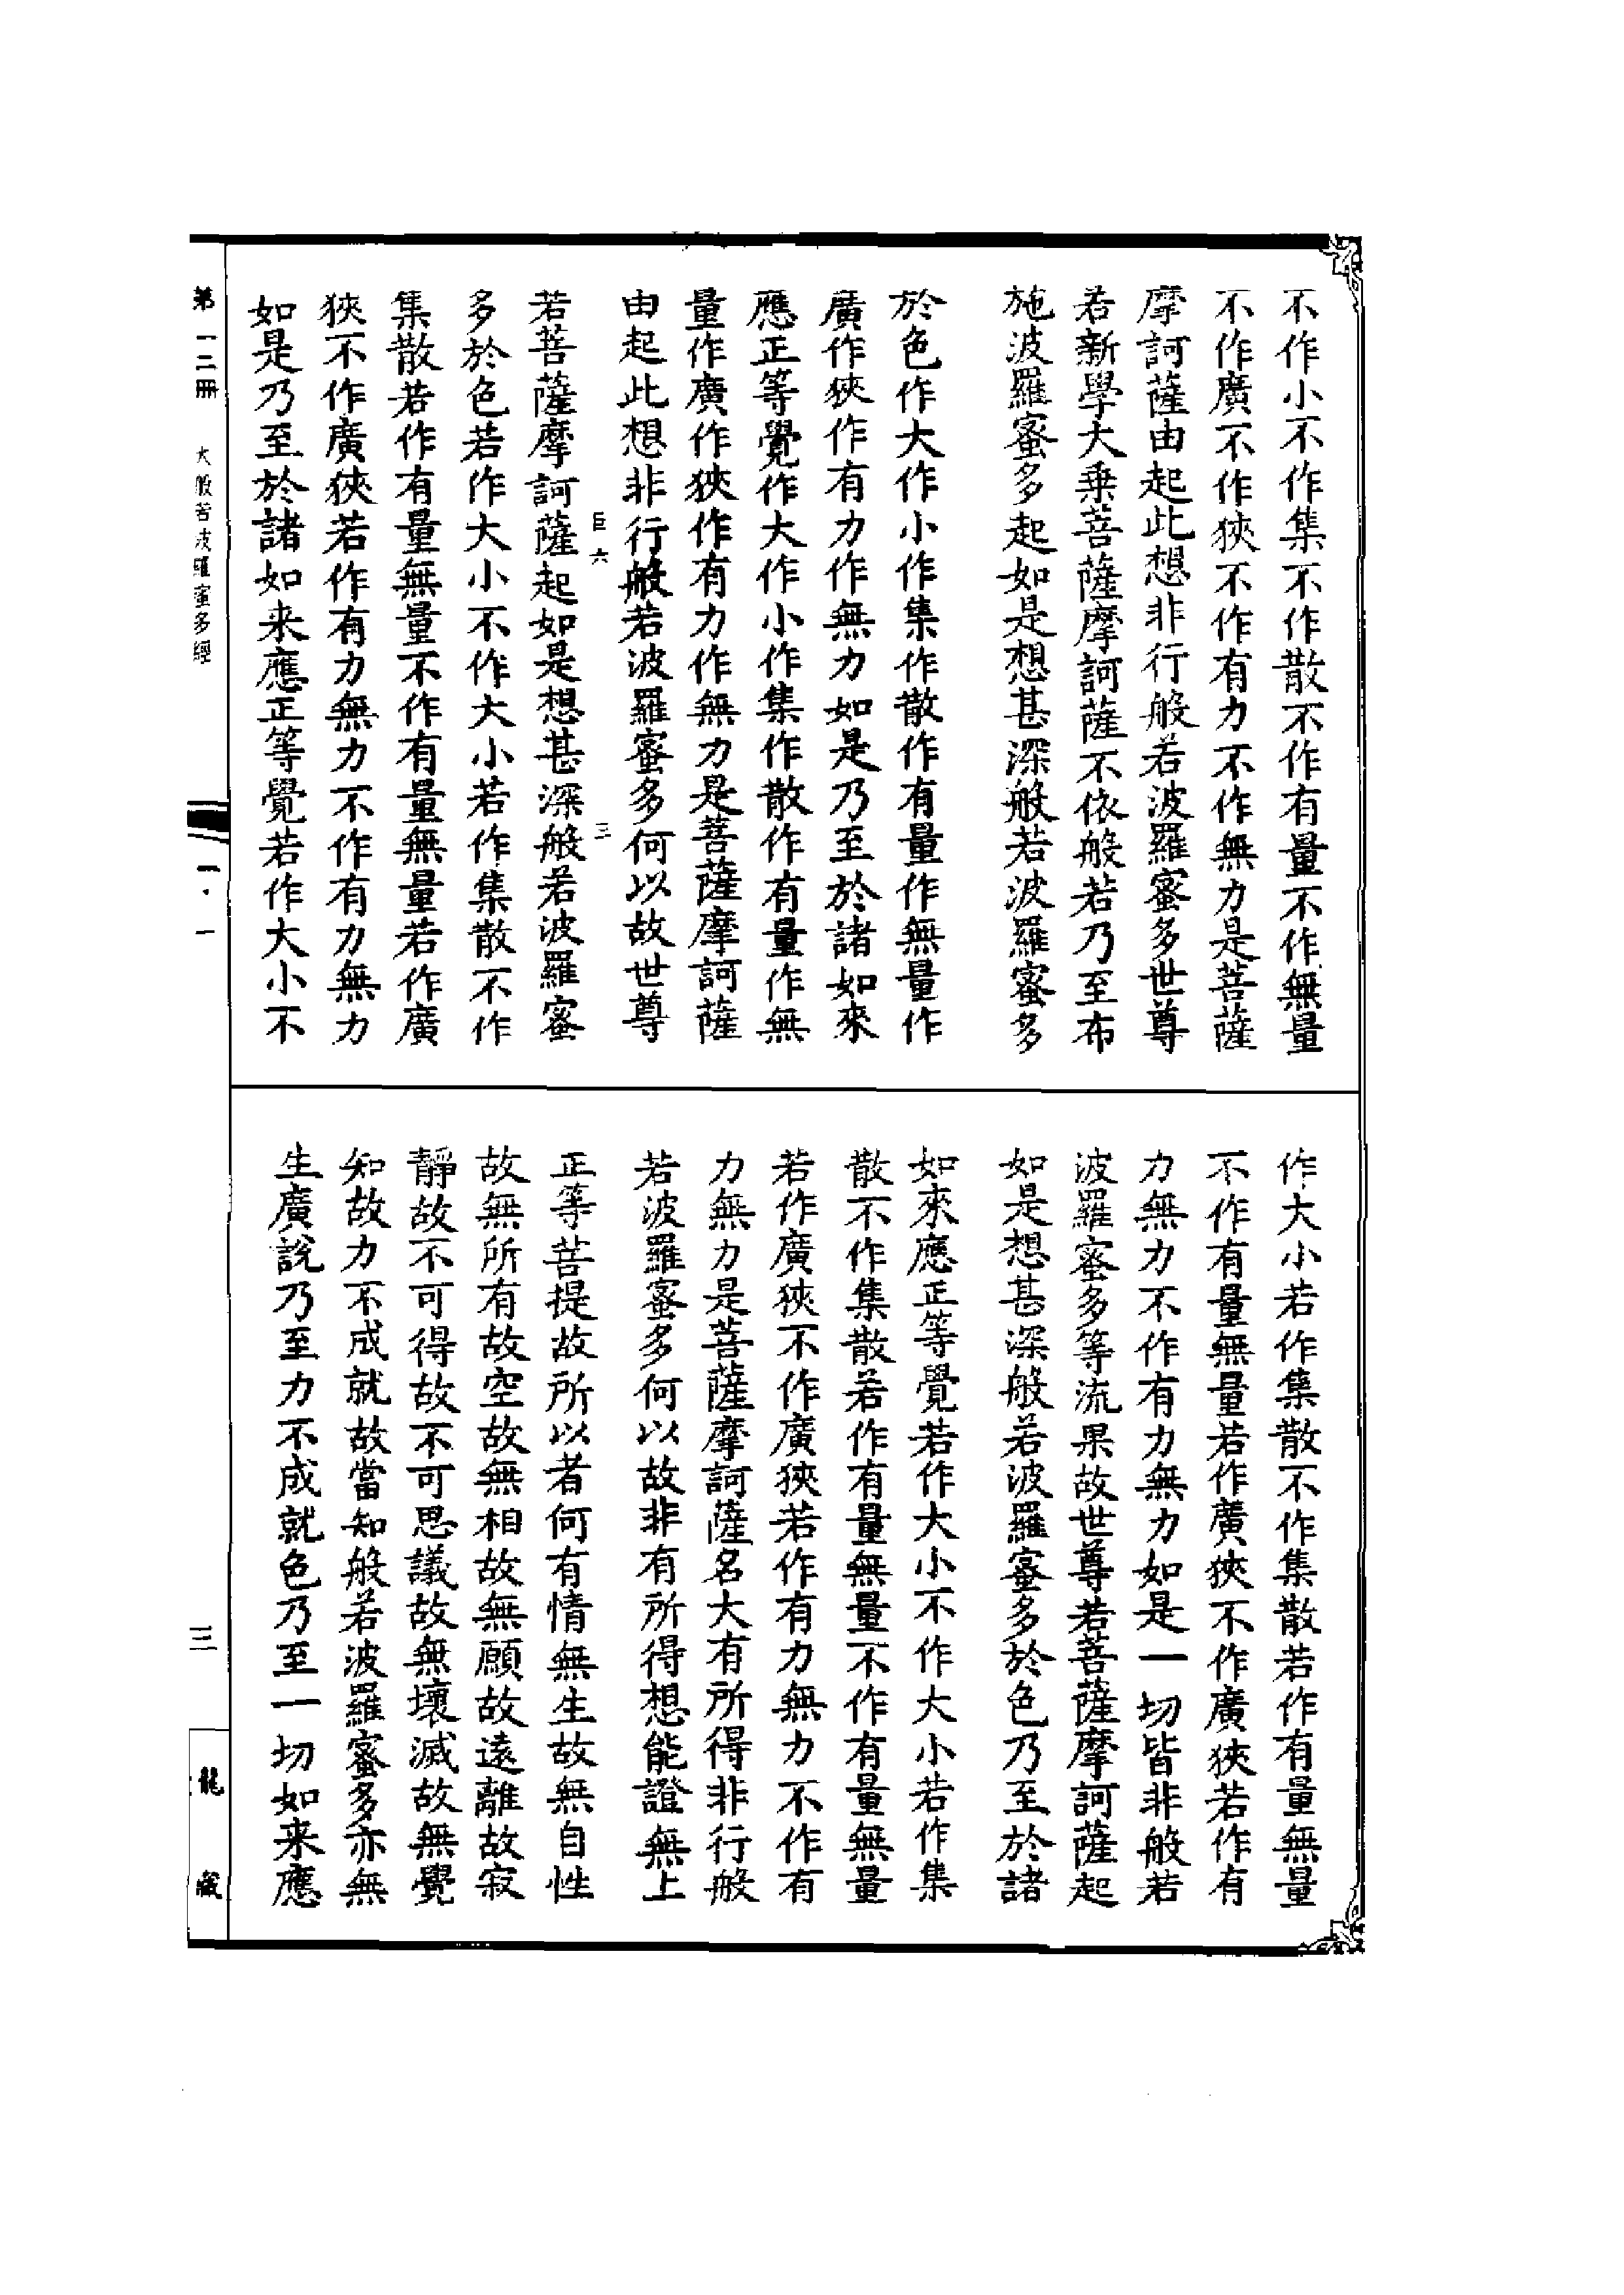 不作小不作集不作散不作有量不作無量
不作廣不作狹不作有力不作無力是菩薩
摩訶薩由起此想非行般若波羅蜜多世尊
若新學大乘菩薩摩訶薩不依般若乃至布
施波羅蜜多起如是想甚深般若波羅蜜多
於色作大作小作集作散作有量作無量作
廣作狹作有力作無力如是乃至於諸如來
應正等覺作大作小作集作散作有量作無
量作廣作狹作有力作無力是菩薩摩訶薩
由起此想非行般若波羅蜜多何以故世尊
巨六 三
若菩薩摩訶薩起如是想甚深般若波羅蜜
多於色若作大小不作大小若作集散不作
集散若作有量無量不作有量無量若作廣
狹不作廣狹若作有力無力不作有力無力
如是乃至於諸如来應正等覺若作大小不
作大小若作集散不作集散若作有量無量
不作有量無量若作廣狹不作廣狹若作有
力無力不作有力無力如是一切皆非般若
波羅蜜多等流果故世尊若菩薩摩訶薩起
如是想甚深般若波羅蜜多於色乃至於諸
如來應正等覺若作大小不作大小若作集
散不作集散若作有量無量不作有量無量
若作廣狹不作廣狹若作有力無力不作有
力無力是菩薩摩訶薩名大有所得非行般
若波羅蜜多何以故非有所得想能證無上
正等菩提故所以者何有情無生故無自性
故無所有故空故無相故無願故遠離故寂
靜故不可得故不可思議故無壞滅故無覺
知故力不成就故當知般若波羅蜜多亦無
生廣說乃至力不成就色乃至一切如来應
第一二冊 大般若波羅蜜多經 一·一 三 龍藏